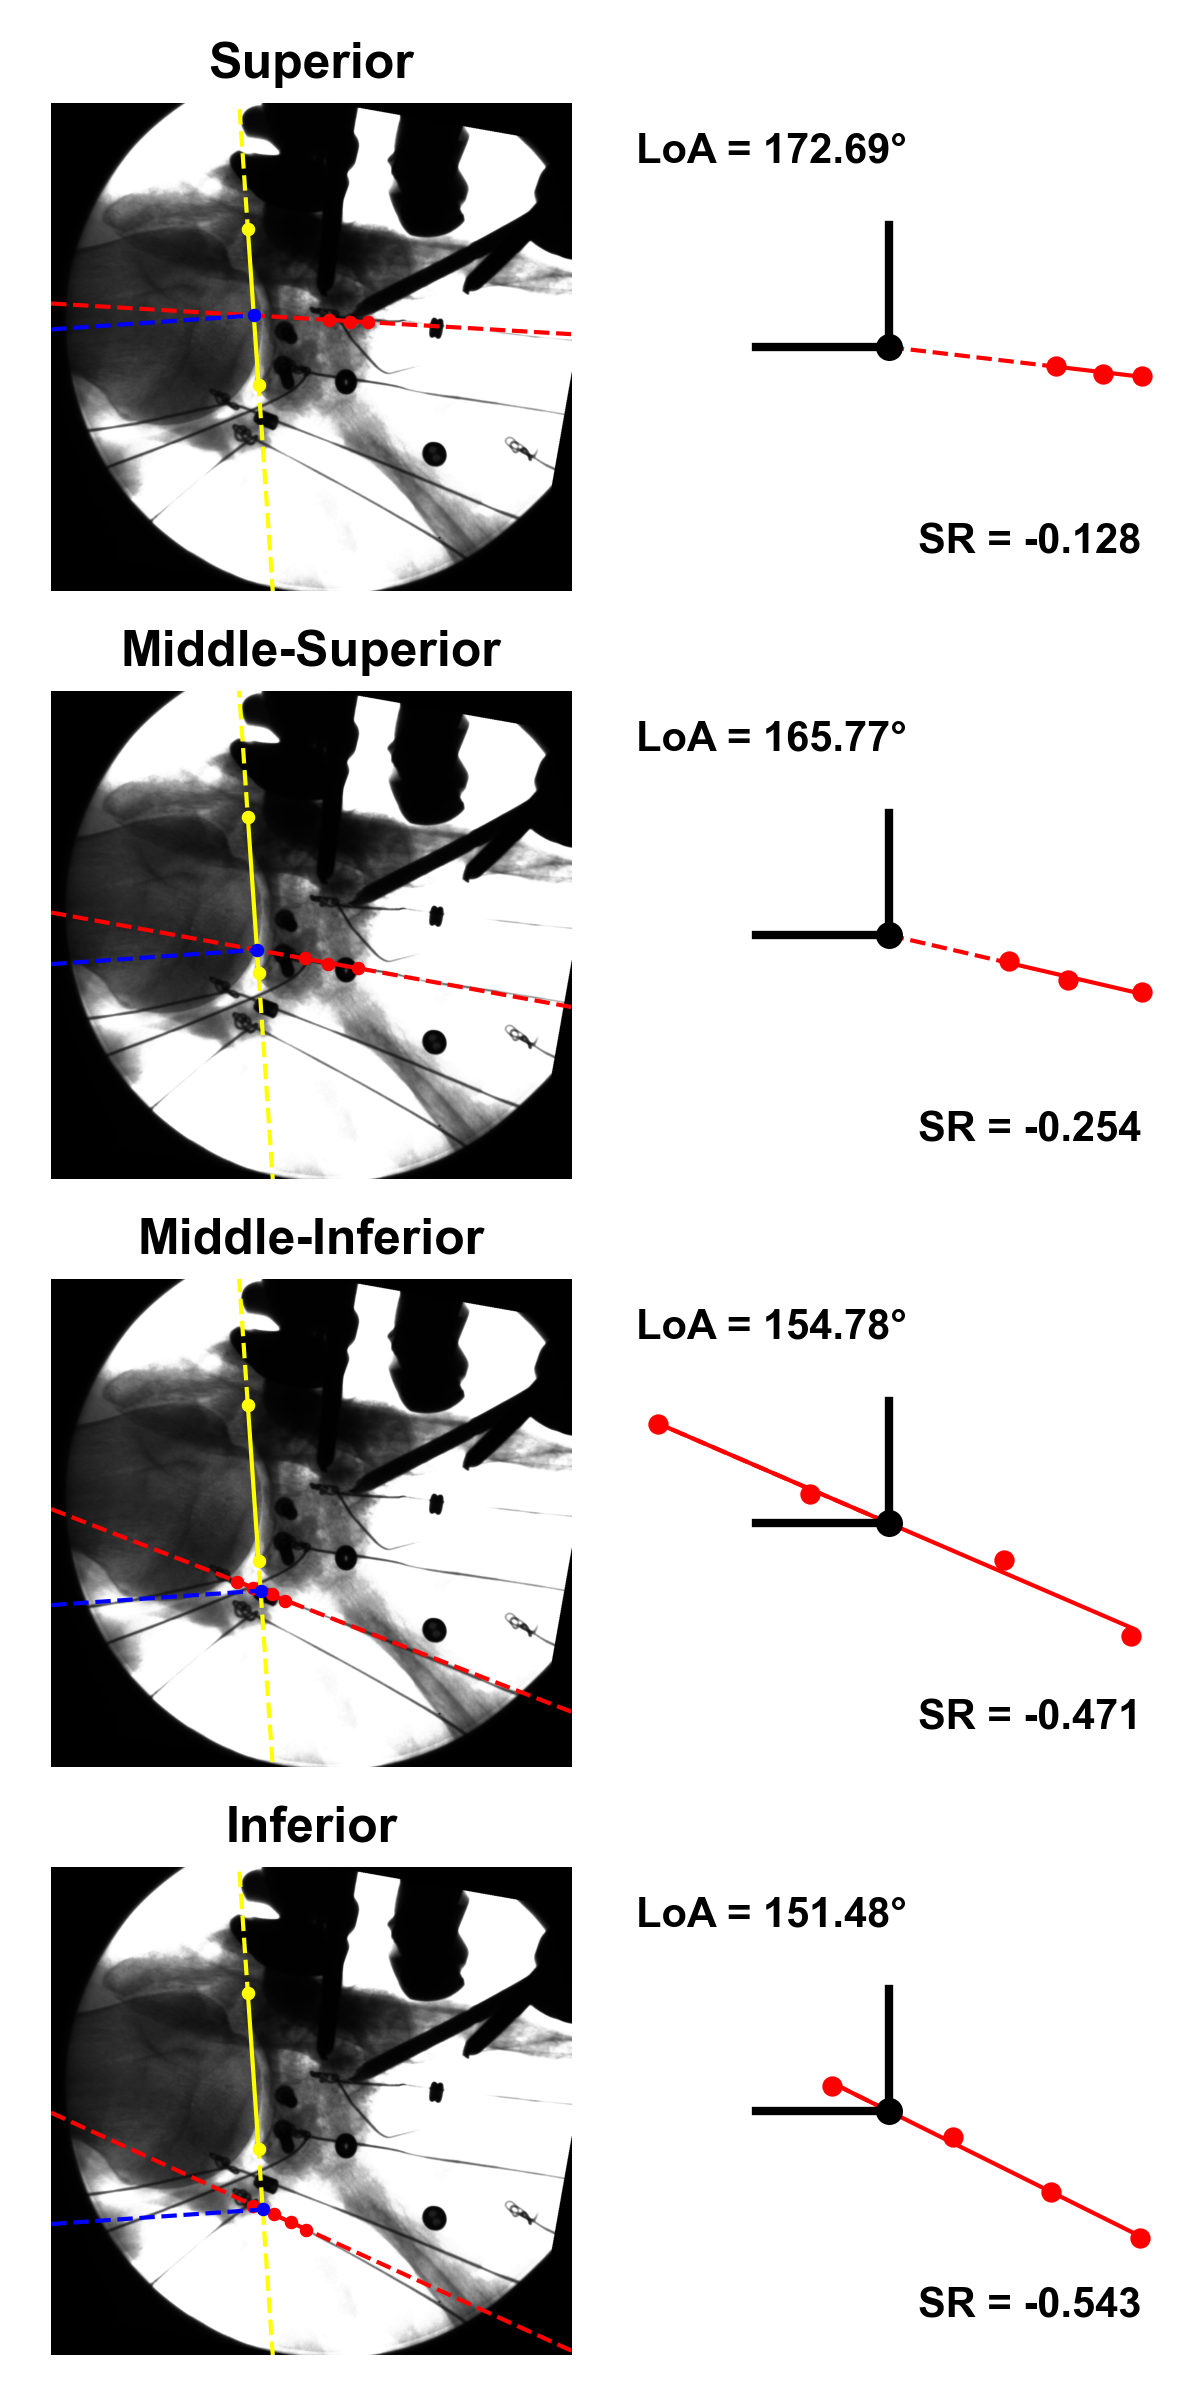 Superior
LoA = 172.69°
SR = -0.128
Middle-Superior
LoA = 165.77°
SR = -0.254
Middle-Inferior
LoA = 154.78°
SR = -0.471
Inferior
LoA = 151.48°
SR = -0.543